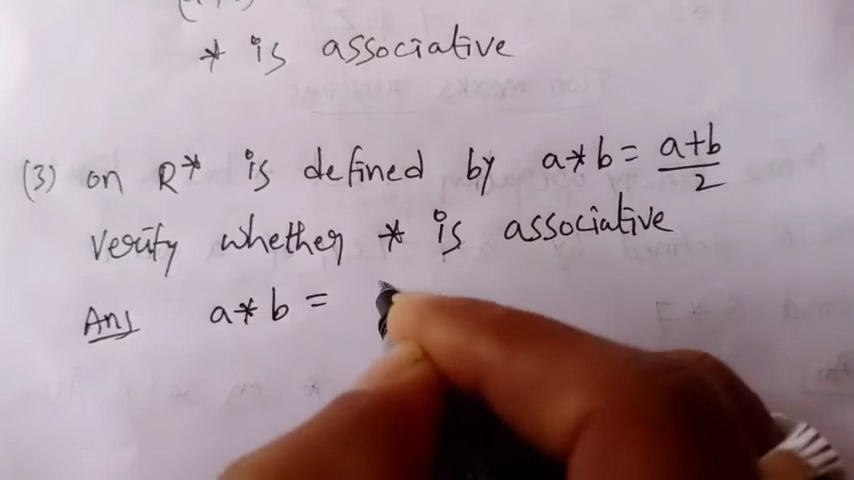 * is associative
(3) on R* is defined by a*b = a+b/2
Verify whether * is associative
Ans a*b =